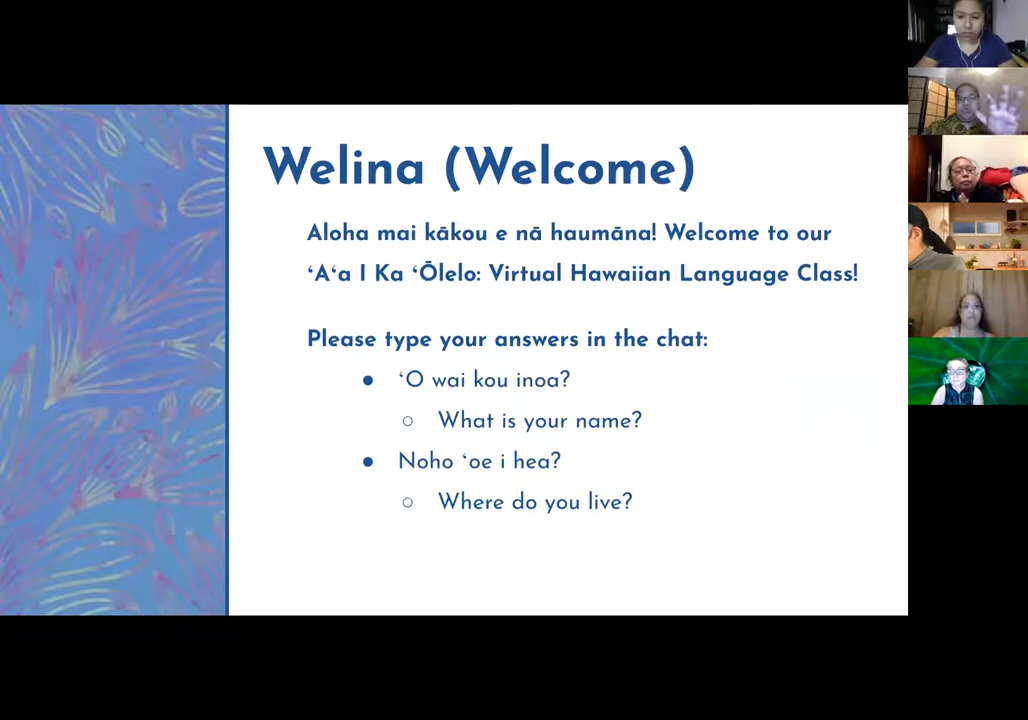 Welina (Welcome)
Aloha mai kākou e nā haumāna! Welcome to our
ʻAʻa I Ka ʻŌlelo: Virtual Hawaiian Language Class!
Please type your answers in the chat:
● ʻO wai kou inoa?
○ What is your name?
● Noho ʻoe i hea?
○ Where do you live?